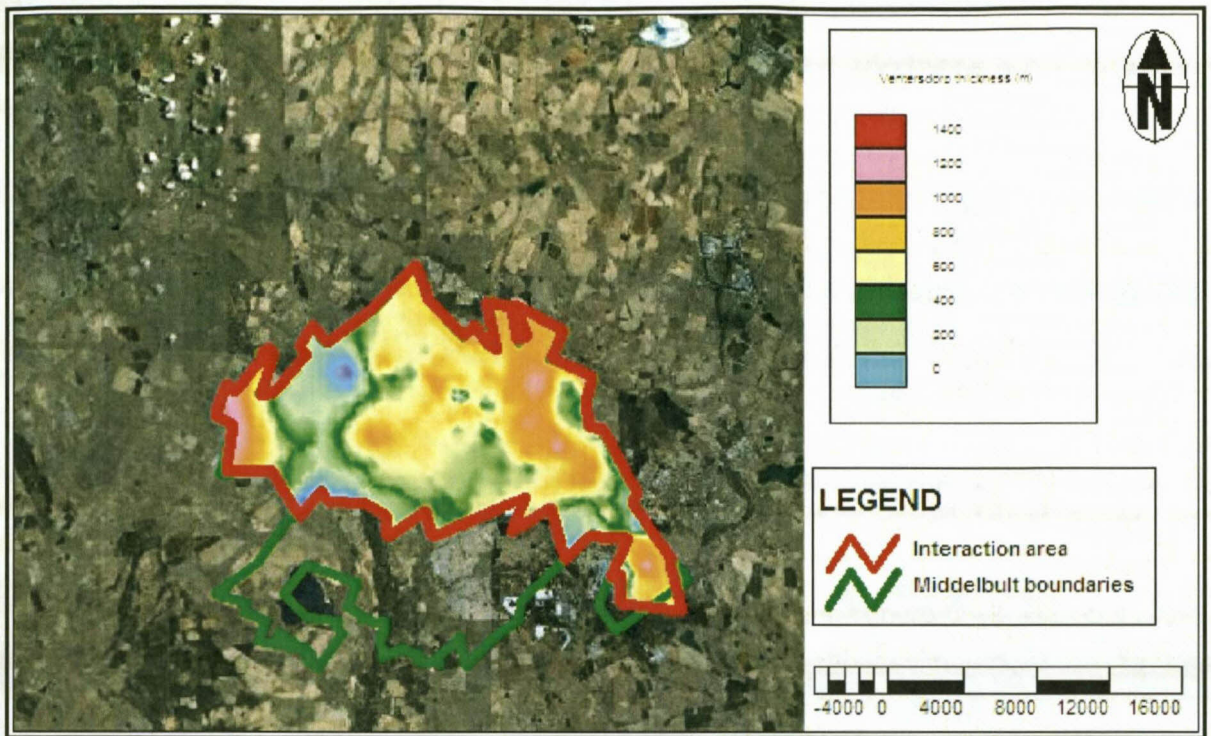 Ventersdorp thickness (m)
N
1400
1200
1000
800
600
400
200
0
LEGEND
Interaction area
Middelbult boundaries
-4000 0 4000 8000 12000 16000